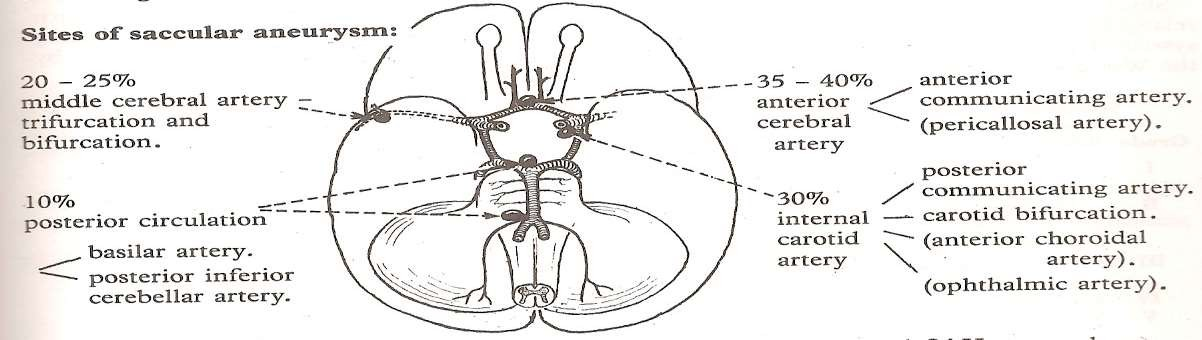 Sites of saccular aneurysm:
20 – 25%
middle cerebral artery
trifurcation and
bifurcation.
10%
posterior circulation
basilar artery.
posterior inferior
cerebellar artery.
35 – 40%
anterior
cerebral
artery
anterior
communicating artery.
(pericallosal artery).
30%
internal
carotid
artery
posterior
communicating artery.
carotid bifurcation.
(anterior choroidal
artery).
(ophthalmic artery).